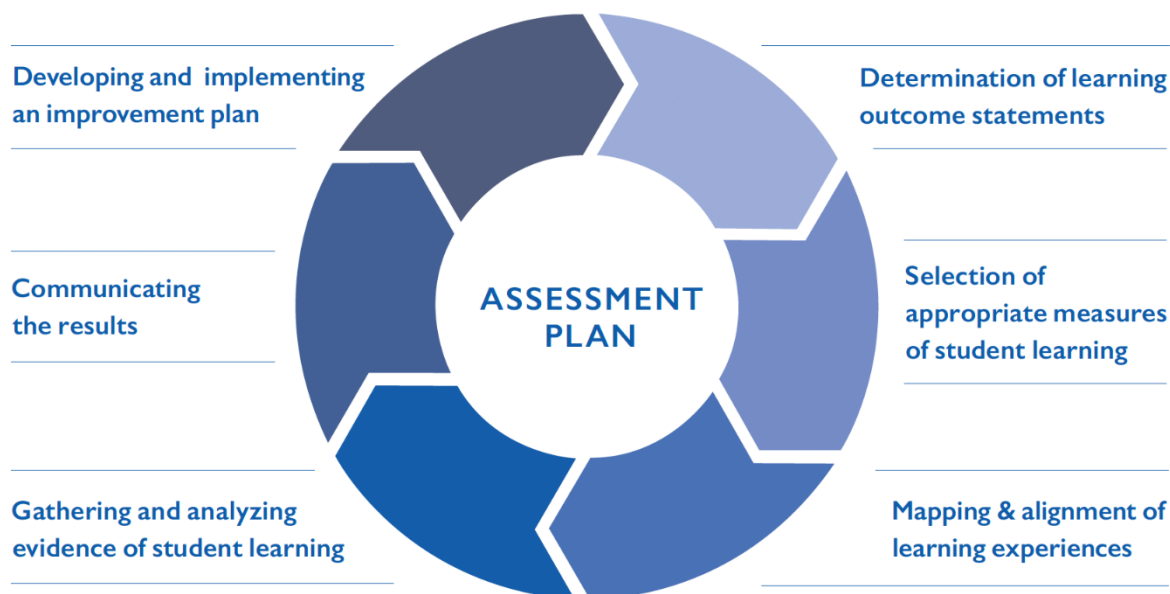 Developing and implementing
an improvement plan
Determination of learning
outcome statements
Communicating
the results
ASSESSMENT
PLAN
Selection of
appropriate measures
of student learning
Gathering and analyzing
evidence of student learning
Mapping & alignment of
learning experiences